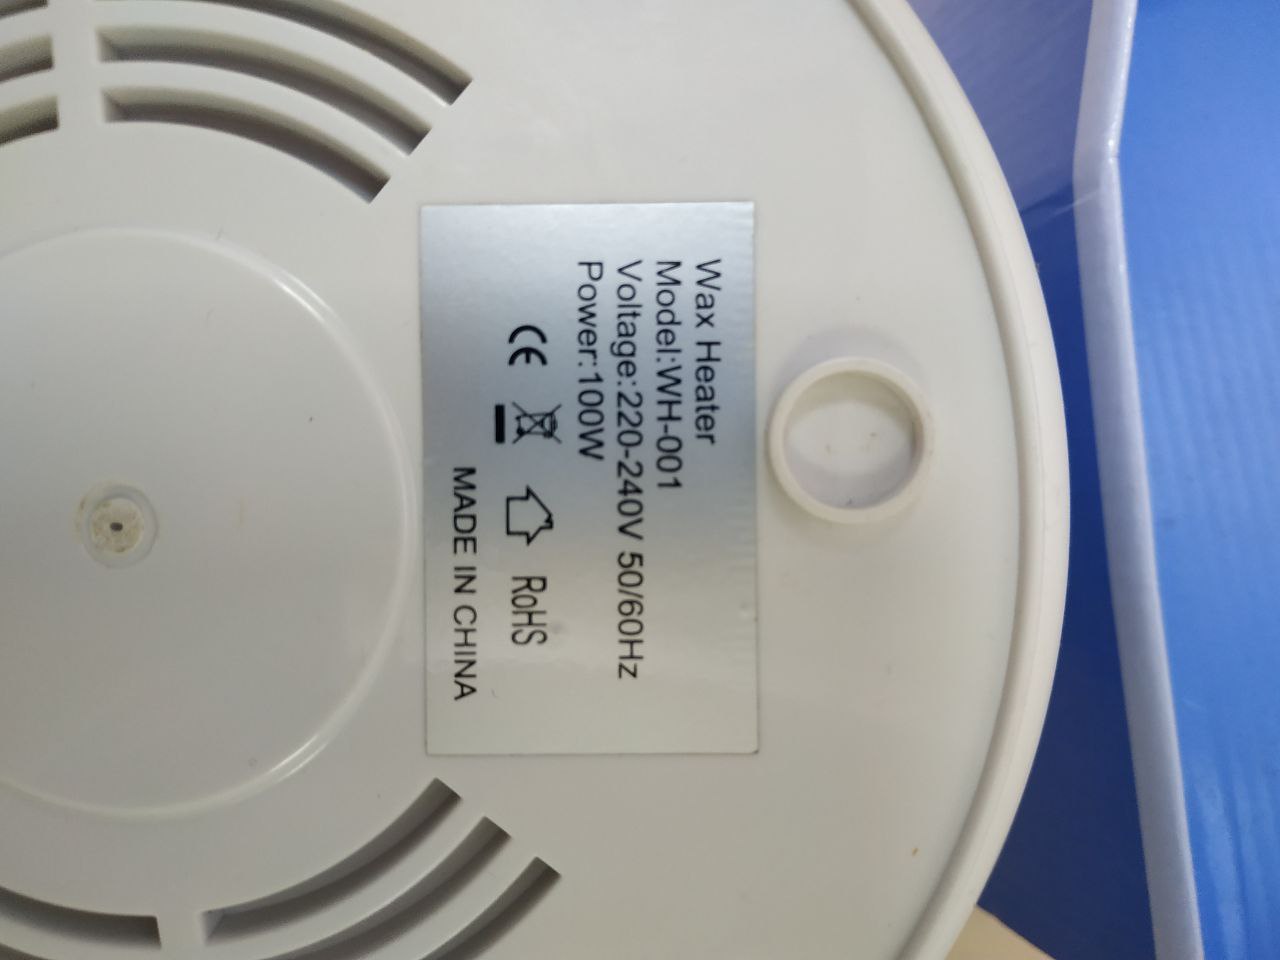 Wax Heater
Model:WH-001
Voltage:220-240V 50/60Hz
Power:100W
CE RoHS
MADE IN CHINA